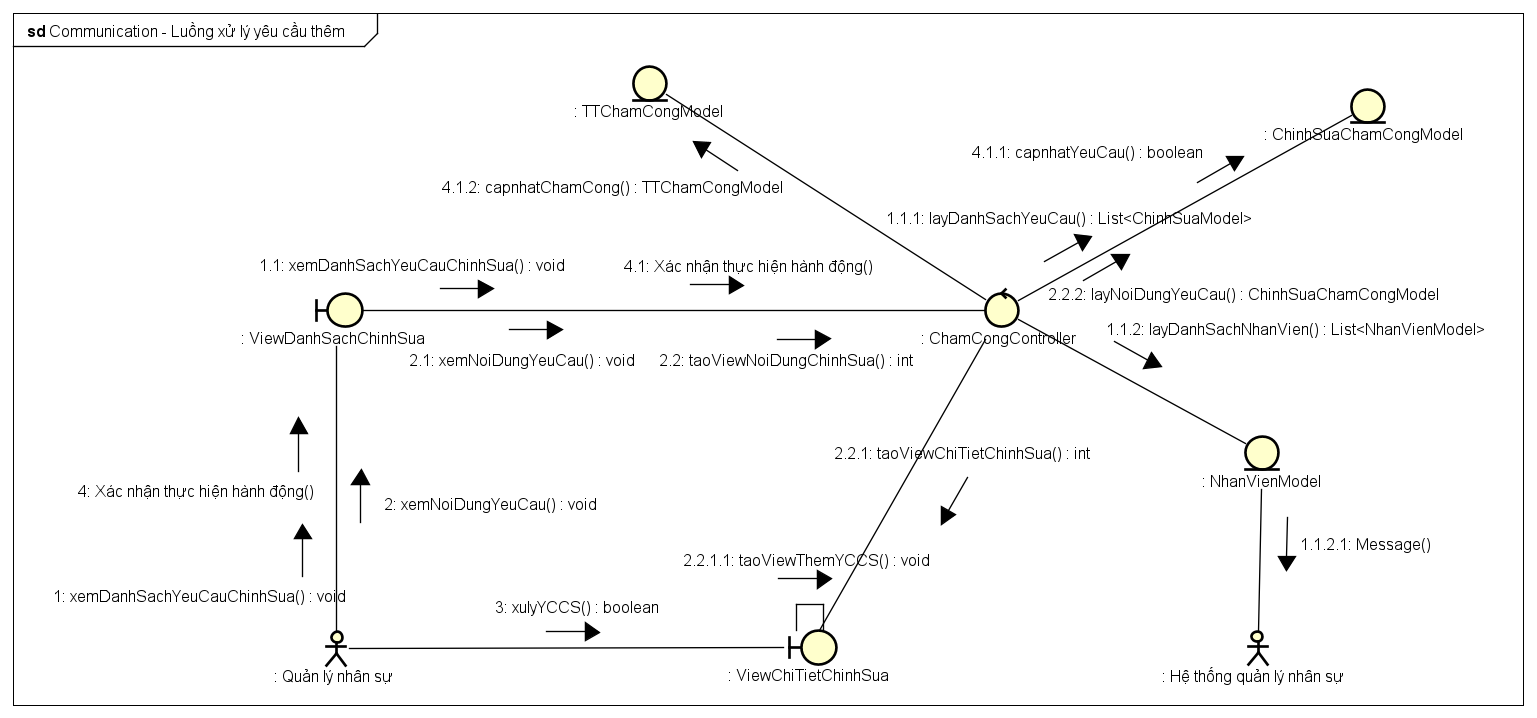 sd Communication - Luồng xử lý yêu cầu thêm
: TTChamCongModel
: ChinhSuaChamCongModel
4.1.1: capnhatYeuCau() : boolean
4.1.2: capnhatChamCong() : TTChamCongModel
1.1.1: layDanhSachYeuCau() : List<ChinhSuaModel>
1.1: xemDanhSachYeuCauChinhSua() : void
4.1: Xác nhận thực hiện hành động()
2.2.2: layNoiDungYeuCau() : ChinhSuaChamCongModel
: ViewDanhSachChinhSua
: ChamCongController
1.1.2: layDanhSachNhanVien() : List<NhanVienModel>
2.1: xemNoiDungYeuCau() : void
2.2: taoViewNoiDungChinhSua() : int
2.2.1: taoViewChiTietChinhSua() : int
: NhanVienModel
4: Xác nhận thực hiện hành động()
2: xemNoiDungYeuCau() : void
1.1.2.1: Message()
2.2.1.1: taoViewThemYCCS() : void
1: xemDanhSachYeuCauChinhSua() : void
3: xulyYCCS() : boolean
: Quản lý nhân sự
: ViewChiTietChinhSua
: Hệ thống quản lý nhân sự